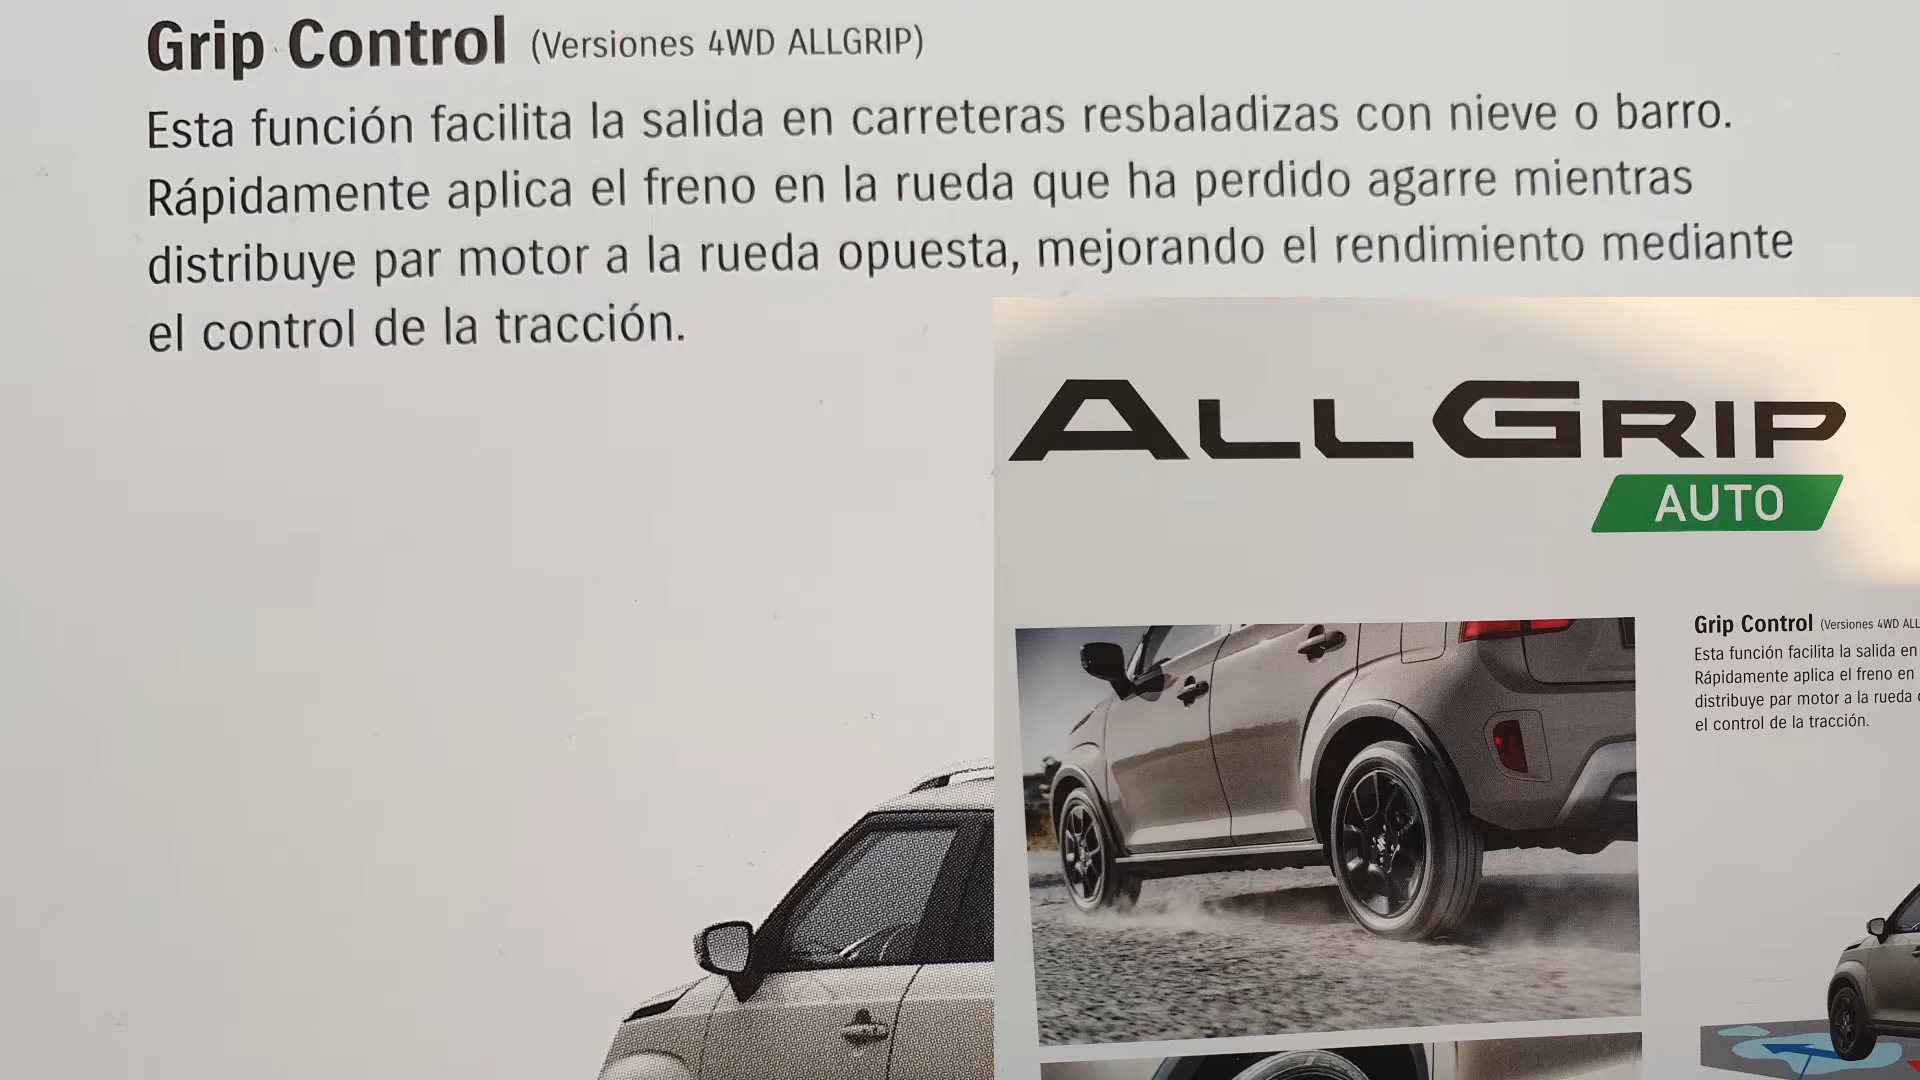 Grip Control (Versiones 4WD ALLGRIP)
Esta función facilita la salida en carreteras resbaladizas con nieve o barro.
Rápidamente aplica el freno en la rueda que ha perdido agarre mientras
distribuye par motor a la rueda opuesta, mejorando el rendimiento mediante
el control de la tracción.
ALLGRIP
AUTO
Grip Control (Versiones 4WD ALL
Esta función facilita la salida en
Rápidamente aplica el freno en
distribuye par motor a la rueda
el control de la tracción.